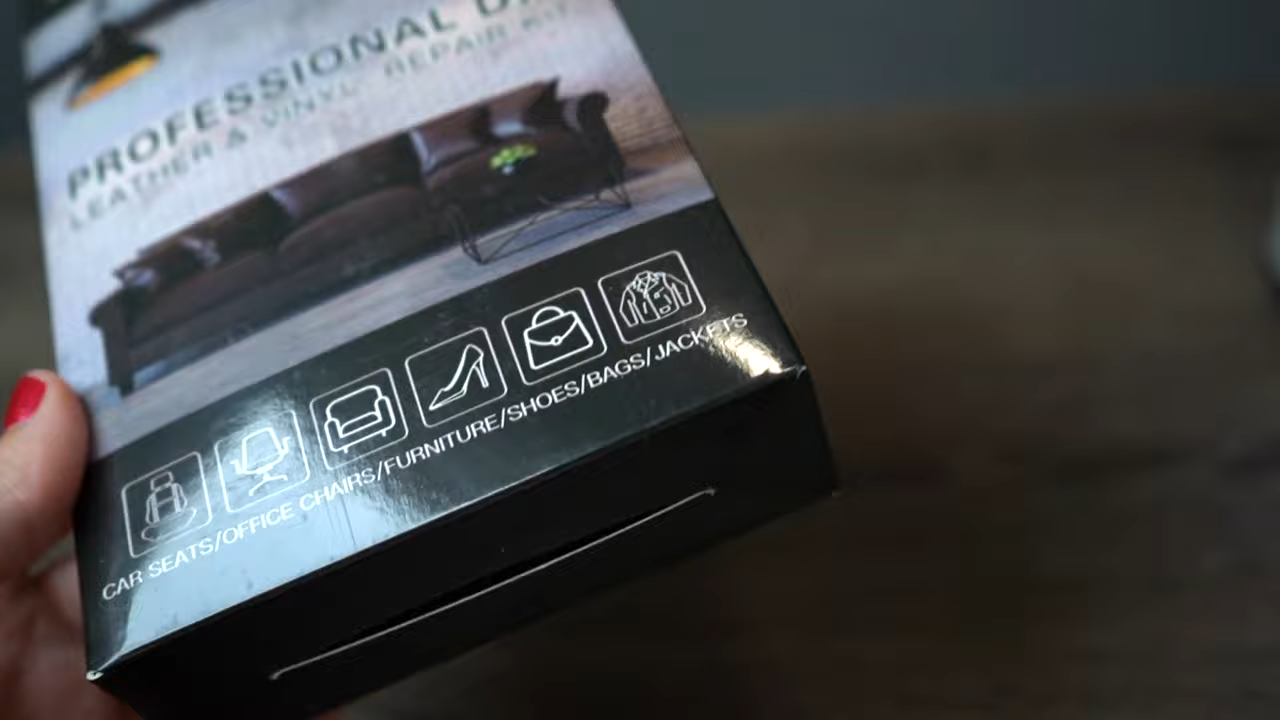 PROFESSIONAL
LEATHER & VINYL REPAIR KIT
CAR SEATS/OFFICE CHAIRS/FURNITURE/SHOES/BAGS/JACKETS